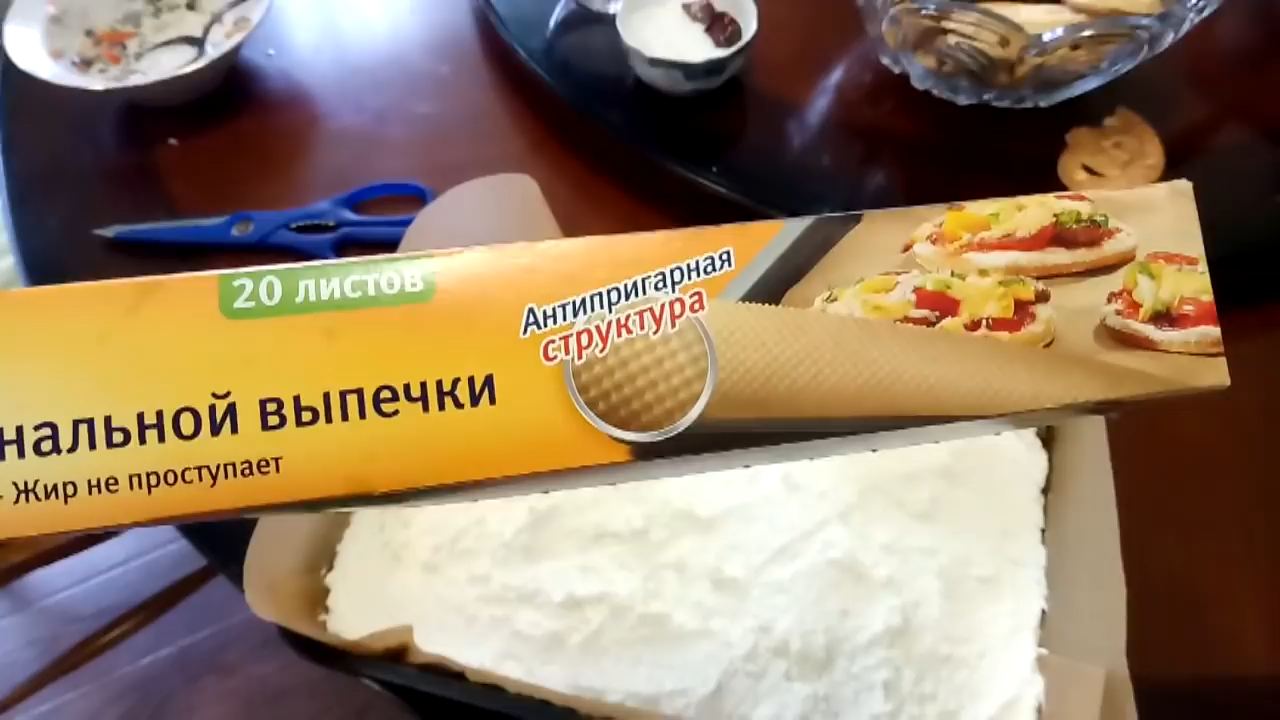 20 листов
Антипригарная
структура
нальной выпечки
- Жир не проступает